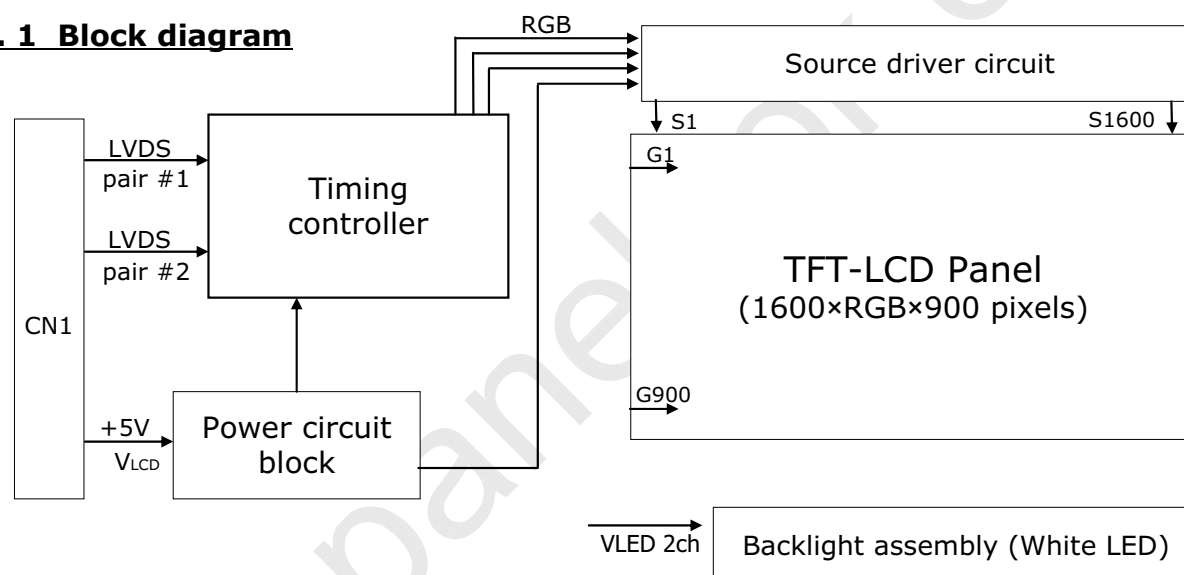 . 1 Block diagram
RGB
Source driver circuit
S1
S1600
CN1
LVDS
pair #1
LVDS
pair #2
Timing
controller
G1
TFT-LCD Panel
(1600×RGB×900 pixels)
G900
+5V
VLCD
Power circuit
block
VLED 2ch
Backlight assembly (White LED)
panel